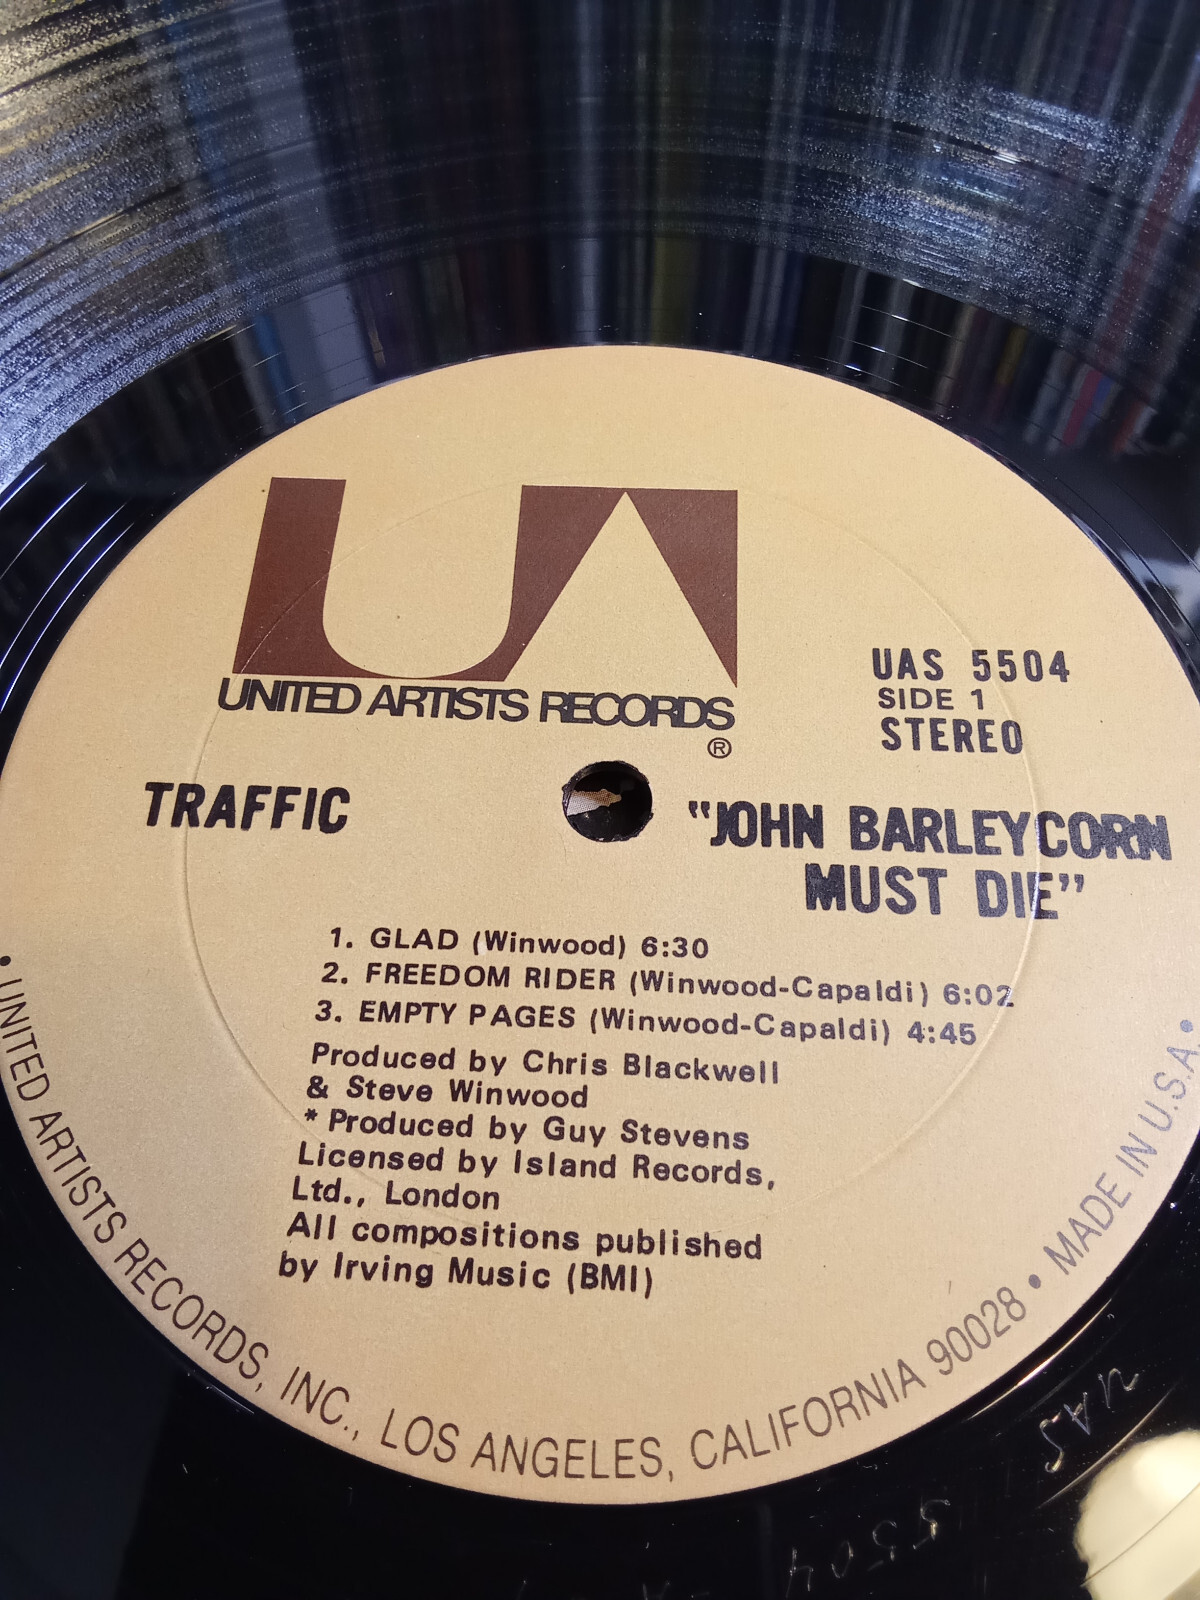 UA
UNITED ARTISTS RECORDS
®
UAS 5504
SIDE 1
STEREO
TRAFFIC
"JOHN BARLEYCORN
MUST DIE"
1. GLAD (Winwood) 6:30
2. FREEDOM RIDER (Winwood-Capaldi) 6:02
3. EMPTY PAGES (Winwood-Capaldi) 4:45
Produced by Chris Blackwell
& Steve Winwood
* Produced by Guy Stevens
Licensed by Island Records,
Ltd., London
All compositions published
by Irving Music (BMI)
• UNITED ARTISTS RECORDS, INC., LOS ANGELES, CALIFORNIA 90028 • MADE IN U.S.A •
UAS 5504